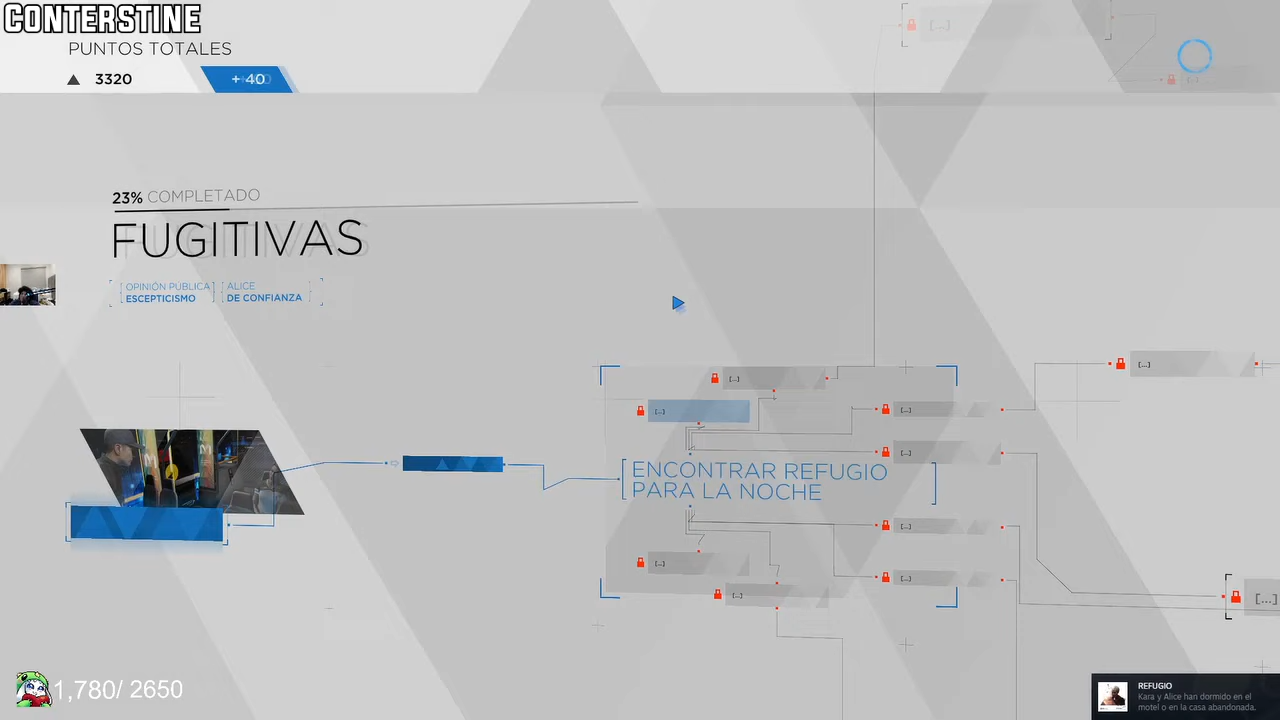 CONTERSTINE
PUNTOS TOTALES
3320
+40
23% COMPLETADO
FUGITIVAS
OPINIÓN PÚBLICA
ESCEPTICISMO
ALICE
DE CONFIANZA
[...]
[...]
[...]
[...]
[...]
[...]
ENCONTRAR REFUGIO
PARA LA NOCHE
[...]
[...]
[...]
[...]
[...]
1,780/ 2650
REFUGIO
Kara y Alice han dormido en el
motel o en la casa abandonada.